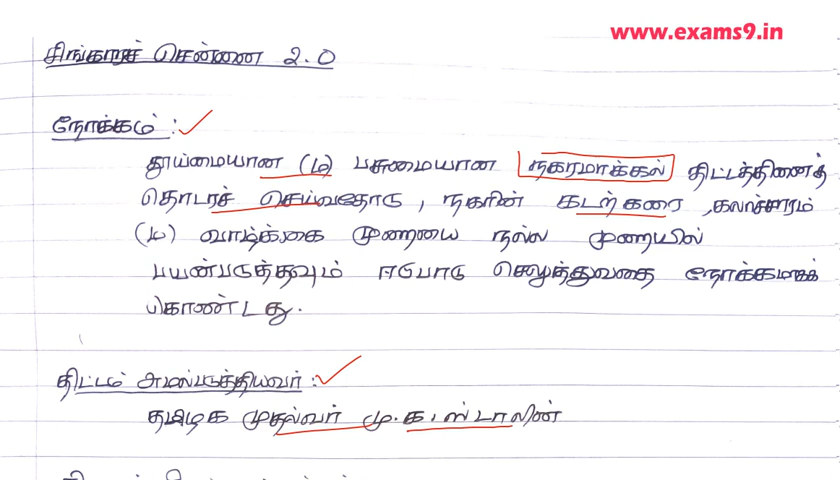 www.exams9.in
சிங்காரச் சென்னை 2.0
நோக்கம் :
தூய்மையான (ம) பசுமையான நகரமாக்கல் திட்டத்தினைத்
தொடரச் செய்வதோடு, நகரின் கடற்கரை, கலாச்சாரம்
(ம) வாழ்க்கை முறையை நல்ல முறையில்
பயன்படுத்தவும் ஈடுபாடு செலுத்துவதை நோக்கமாகக்
கொண்டது.
திட்டம் அமல்படுத்தியவர் :
தமிழக முதல்வர் மு.க.ஸ்டாலின்